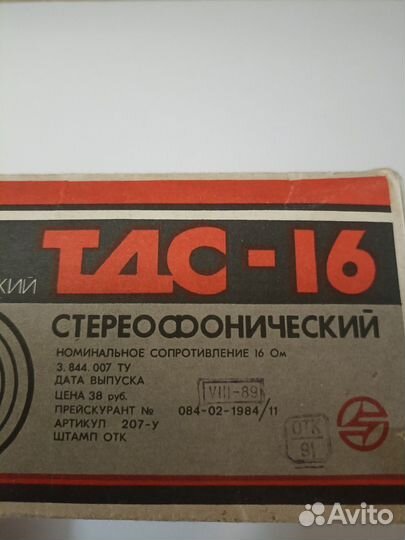 КИЙ ТДС-16
СТЕРЕОФОНИЧЕСКИЙ
НОМИНАЛЬНОЕ СОПРОТИВЛЕНИЕ 16 Ом
3.844.007 ТУ
ДАТА ВЫПУСКА VIII-89
ЦЕНА 38 руб.
ПРЕЙСКУРАНТ № 084-02-1984/11
АРТИКУЛ 207-У
ШТАМП ОТК
ОТК
91
Avito